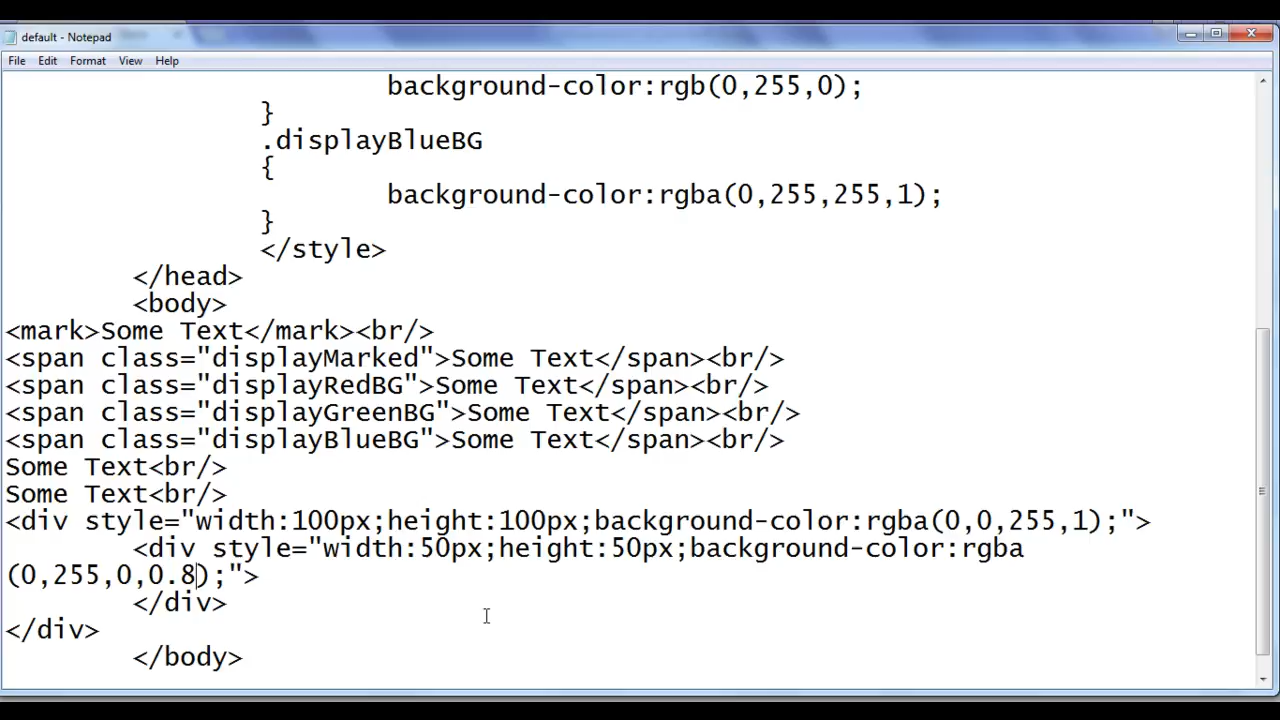 default - Notepad
File Edit Format View Help
background-color:rgb(0,255,0);
}
.displayBlueBG
{
background-color:rgba(0,255,255,1);
}
</style>
</head>
<body>
<mark>Some Text</mark><br/>
<span class="displayMarked">Some Text</span><br/>
<span class="displayRedBG">Some Text</span><br/>
<span class="displayGreenBG">Some Text</span><br/>
<span class="displayBlueBG">Some Text</span><br/>
Some Text<br/>
Some Text<br/>
<div style="width:100px;height:100px;background-color:rgba(0,0,255,1);">
<div style="width:50px;height:50px;background-color:rgba
(0,255,0,0.8);">
</div>
</div>
</body>